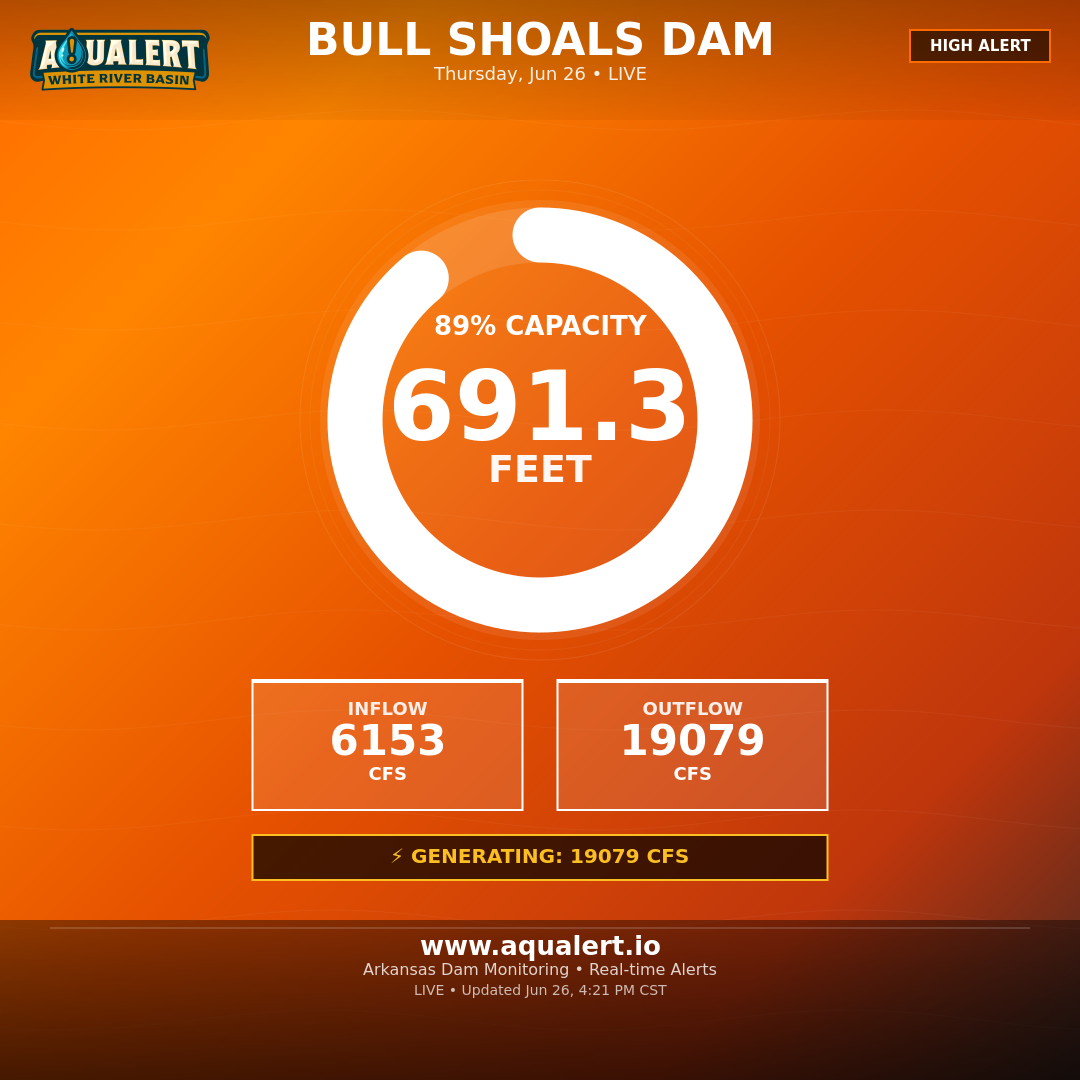 AQUALERT
WHITE RIVER BASIN
BULL SHOALS DAM
Thursday, Jun 26 • LIVE
HIGH ALERT
89% CAPACITY
691.3
FEET
INFLOW
6153
CFS
OUTFLOW
19079
CFS
⚡ GENERATING: 19079 CFS
www.aqualert.io
Arkansas Dam Monitoring • Real-time Alerts
LIVE • Updated Jun 26, 4:21 PM CST